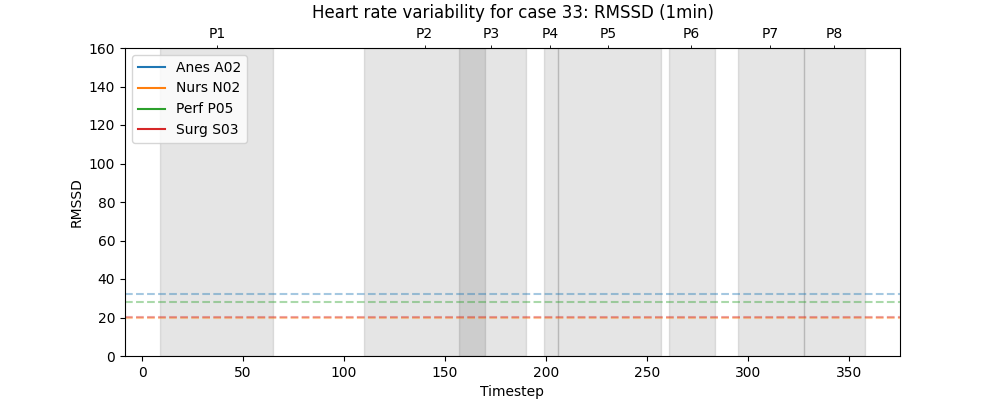 Heart rate variability for case 33: RMSSD (1min)
P1 P2 P3 P4 P5 P6 P7 P8
160
140
120
100
80
60
40
20
0
RMSSD
Anes A02
Nurs N02
Perf P05
Surg S03
0 50 100 150 200 250 300 350
Timestep